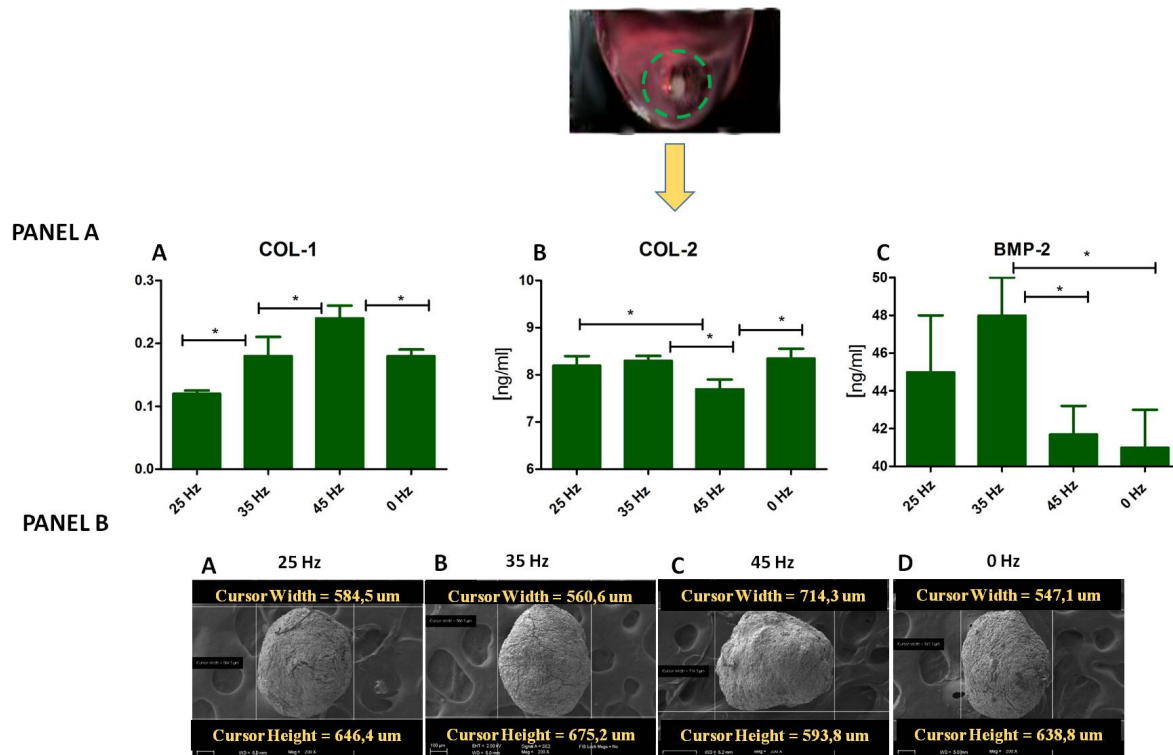 PANEL A
A
COL-1
0.3
0.2
0.1
0.0
*
*
*
25 Hz
35 Hz
45 Hz
0 Hz
B
COL-2
[ng/ml]
10
9
8
7
6
*
*
*
25 Hz
35 Hz
45 Hz
0 Hz
C
BMP-2
[ng/ml]
50
48
46
44
42
40
*
*
25 Hz
35 Hz
45 Hz
0 Hz
PANEL B
A
25 Hz
Cursor Width = 584,5 um
Cursor Height = 646,4 um
B
35 Hz
Cursor Width = 560,6 um
Cursor Height = 675,2 um
C
45 Hz
Cursor Width = 714,3 um
Cursor Height = 593,8 um
D
0 Hz
Cursor Width = 547,1 um
Cursor Height = 638,8 um